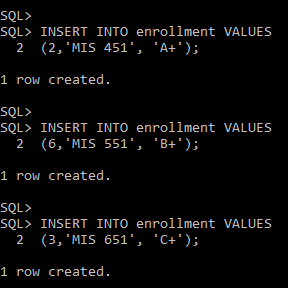 SQL>
SQL> INSERT INTO enrollment VALUES
  2  (2,'MIS 451', 'A+');
1 row created.
SQL>
SQL> INSERT INTO enrollment VALUES
  2  (6,'MIS 551', 'B+');
1 row created.
SQL>
SQL> INSERT INTO enrollment VALUES
  2  (3,'MIS 651', 'C+');
1 row created.